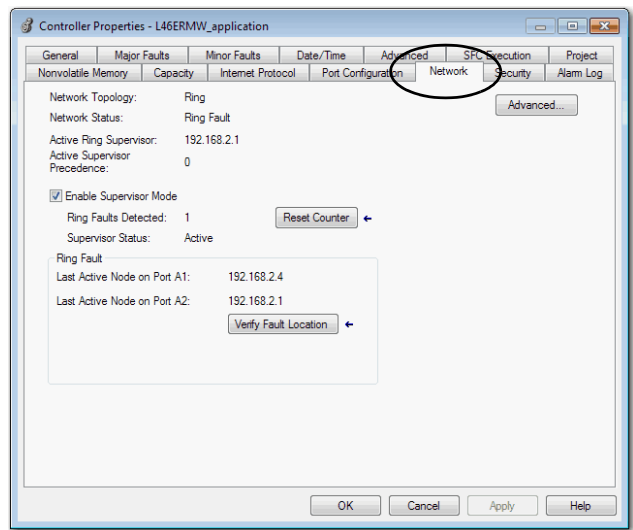 Controller Properties - L46ERMW_application
General Major Faults Minor Faults Date/Time Advanced SFC Execution Project
Nonvolatile Memory Capacity Internet Protocol Port Configuration Network Security Alarm Log
Network Topology: Ring
Advanced...
Network Status: Ring Fault
Active Ring Supervisor: 192.168.2.1
Active Supervisor
Precedence: 0
Enable Supervisor Mode
Ring Faults Detected: 1 Reset Counter
Supervisor Status: Active
Ring Fault
Last Active Node on Port A1: 192.168.2.4
Last Active Node on Port A2: 192.168.2.1
Verify Fault Location
OK Cancel Apply Help